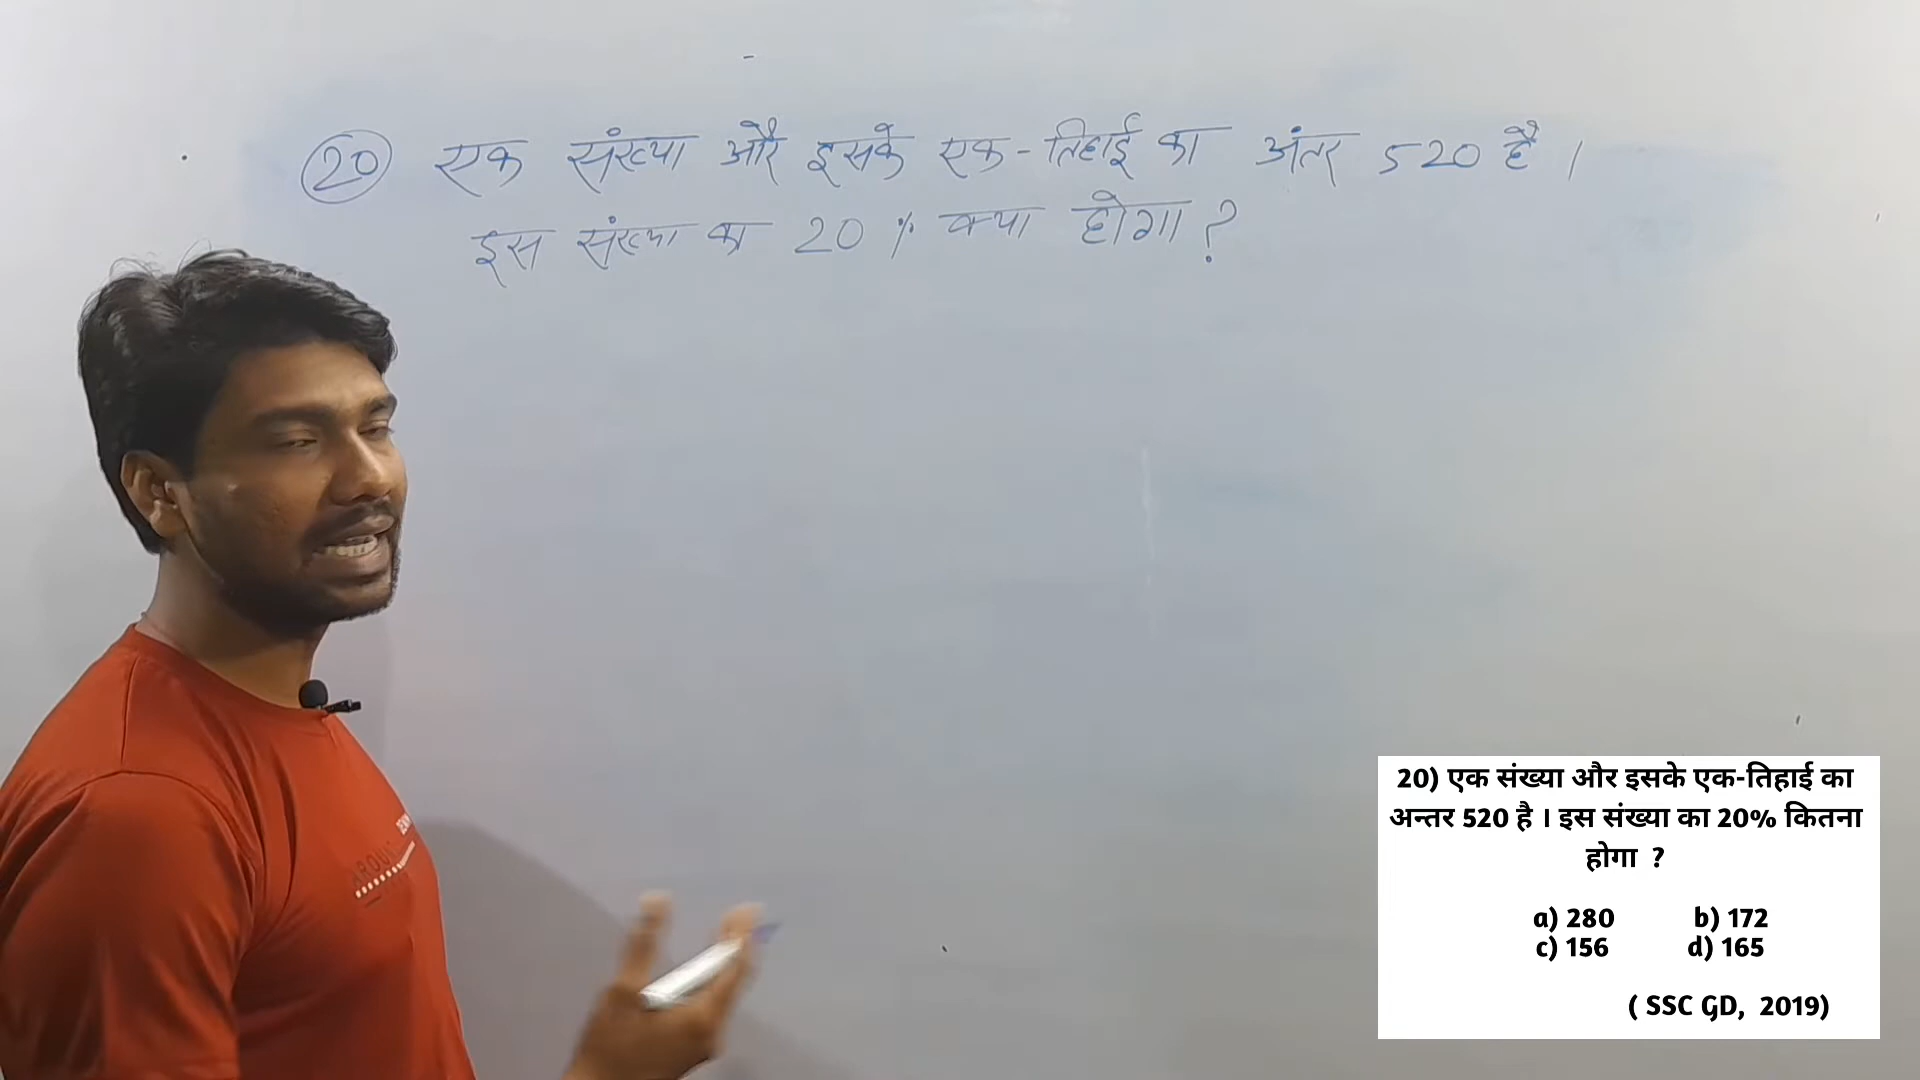 20 एक संख्या और इसके एक-तिहाई का अंतर 520 है।
इस संख्या का 20% क्या होगा?
20) एक संख्या और इसके एक-तिहाई का
अन्तर 520 है । इस संख्या का 20% कितना
होगा ?
a) 280 b) 172
c) 156 d) 165
( SSC GD, 2019)